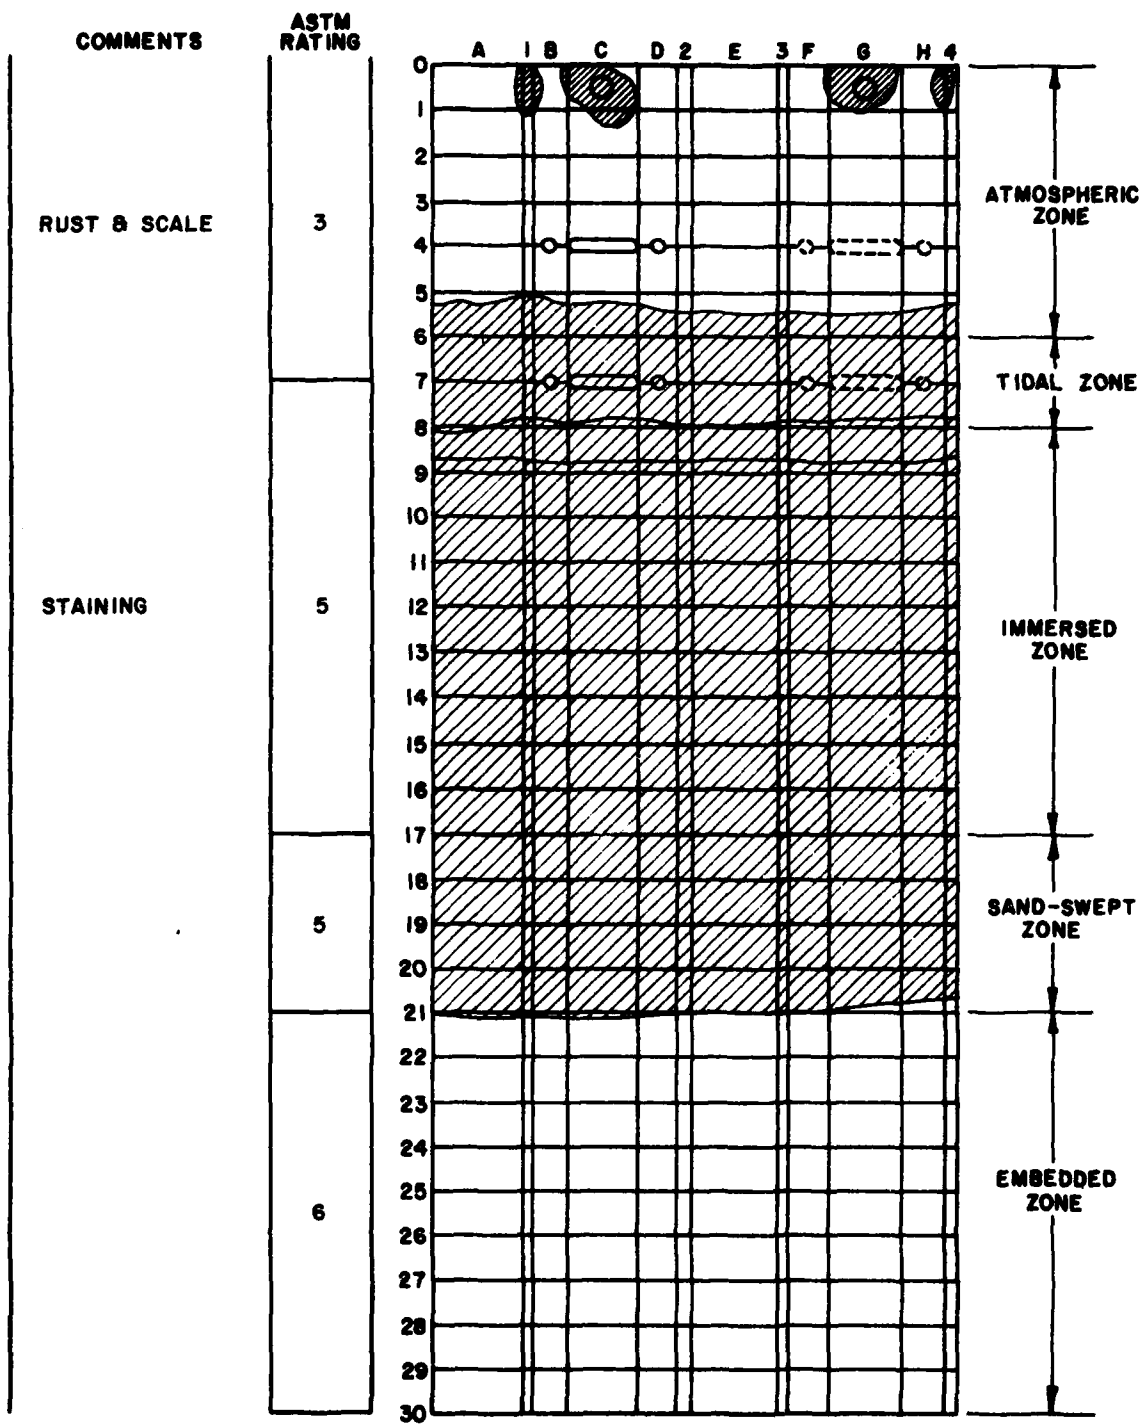 COMMENTS
ASTM
RATING
A 1 B C D 2 E 3 F G H 4
0
1
2
3
RUST & SCALE
3
ATMOSPHERIC
ZONE
4
5
6
7
TIDAL ZONE
8
9
10
11
STAINING
5
12
13
IMMERSED
ZONE
14
15
16
17
18
5
19
SAND-SWEPT
ZONE
20
21
22
23
24
25
EMBEDDED
ZONE
6
26
27
28
29
30